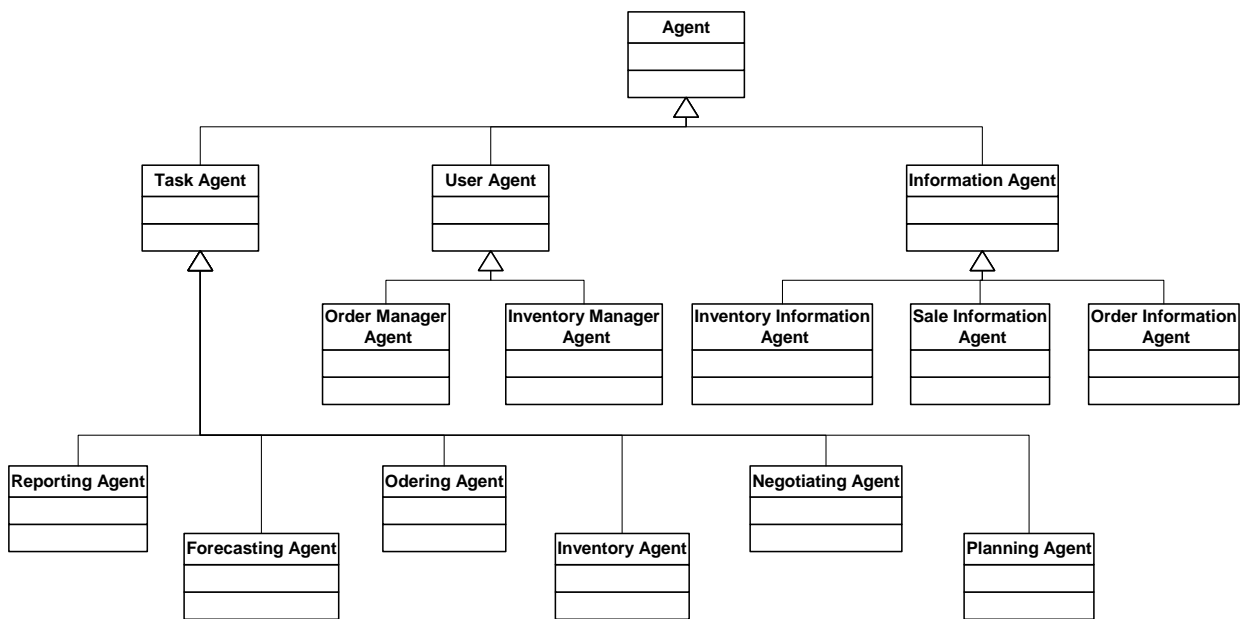 Agent
Task Agent
User Agent
Information Agent
Order Manager
Agent
Inventory Manager
Agent
Inventory Information
Agent
Sale Information
Agent
Order Information
Agent
Reporting Agent
Odering Agent
Negotiating Agent
Forecasting Agent
Inventory Agent
Planning Agent